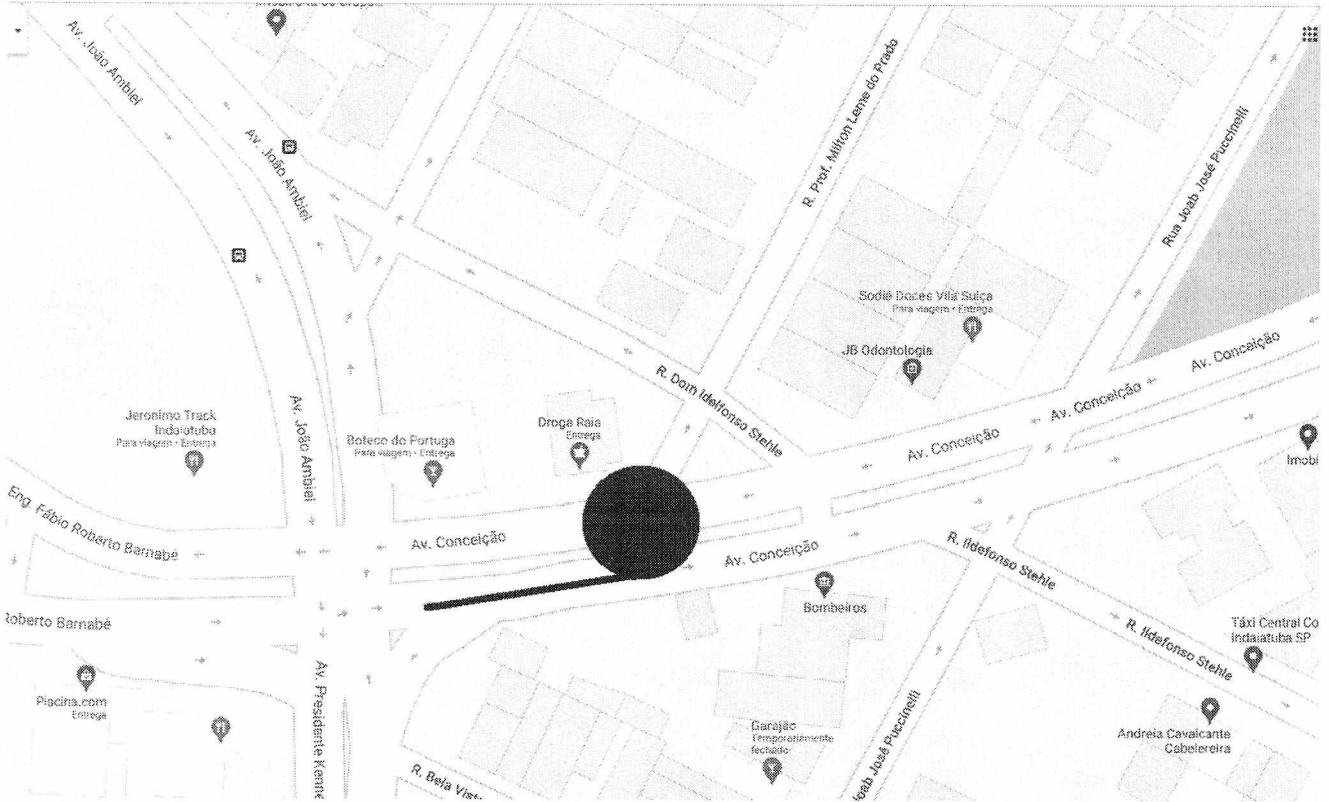 Av. João Ambiel
Av. João Ambiel
R. Prof. Milton Leme do Prado
Rua Joab José Puccinelli
Sodiê Doces Vila Suíça
Para viagem • Entrega
JB Odontologia
R. Dom Idelfonso Stehle
Av. Conceição
Av. Conceição
Av. Conceição
Jeronimo Track
Indaiatuba
Para viagem • Entrega
Av. João Ambiel
Boteco do Portuga
Para viagem • Entrega
Droga Raia
Entrega
Imobi
Eng. Fábio Roberto Barnabé
Av. Conceição
Av. Conceição
R. Ildefonso Stehle
Bombeiros
Roberto Barnabé
R. Ildefonso Stehle
Táxi Central Co
Indaiatuba SP
Piscina.com
Entrega
Av. Presidente Kenne
Garajão
Temporariamente
fechado
oab José Puccinelli
Andreia Cavalcante
Cabelereira
R. Bela Vist